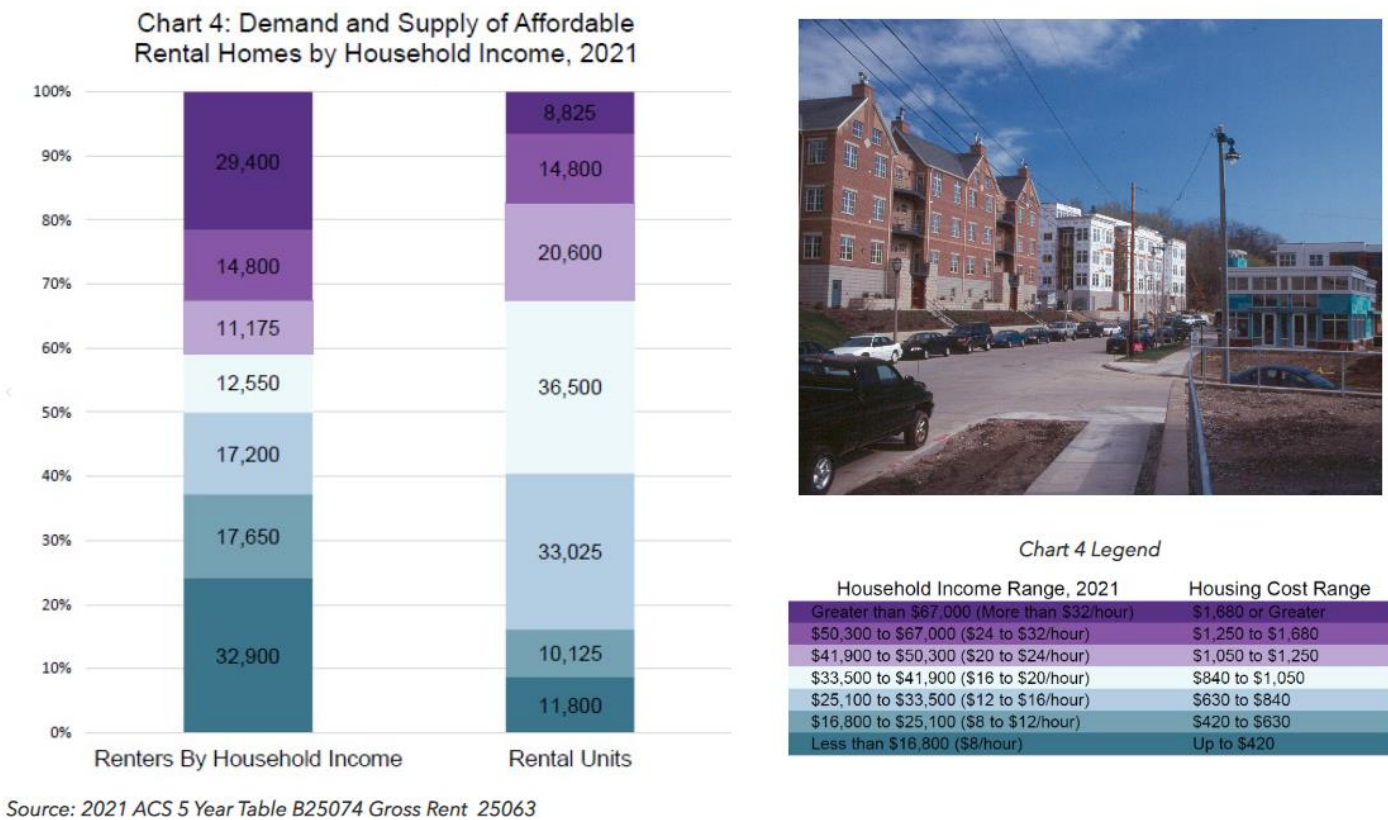 Chart 4: Demand and Supply of Affordable
Rental Homes by Household Income, 2021
100%
90%
80%
70%
60%
50%
40%
30%
20%
10%
0%
29,400
14,800
11,175
12,550
17,200
17,650
32,900
8,825
14,800
20,600
36,500
33,025
10,125
11,800
Renters By Household Income
Rental Units
Source: 2021 ACS 5 Year Table B25074 Gross Rent 25063
Chart 4 Legend
Household Income Range, 2021 Housing Cost Range
Greater than $67,000 (More than $32/hour) $1,680 or Greater
$50,300 to $67,000 ($24 to $32/hour) $1,250 to $1,680
$41,900 to $50,300 ($20 to $24/hour) $1,050 to $1,250
$33,500 to $41,900 ($16 to $20/hour) $840 to $1,050
$25,100 to $33,500 ($12 to $16/hour) $630 to $840
$16,800 to $25,100 ($8 to $12/hour) $420 to $630
Less than $16,800 ($8/hour) Up to $420